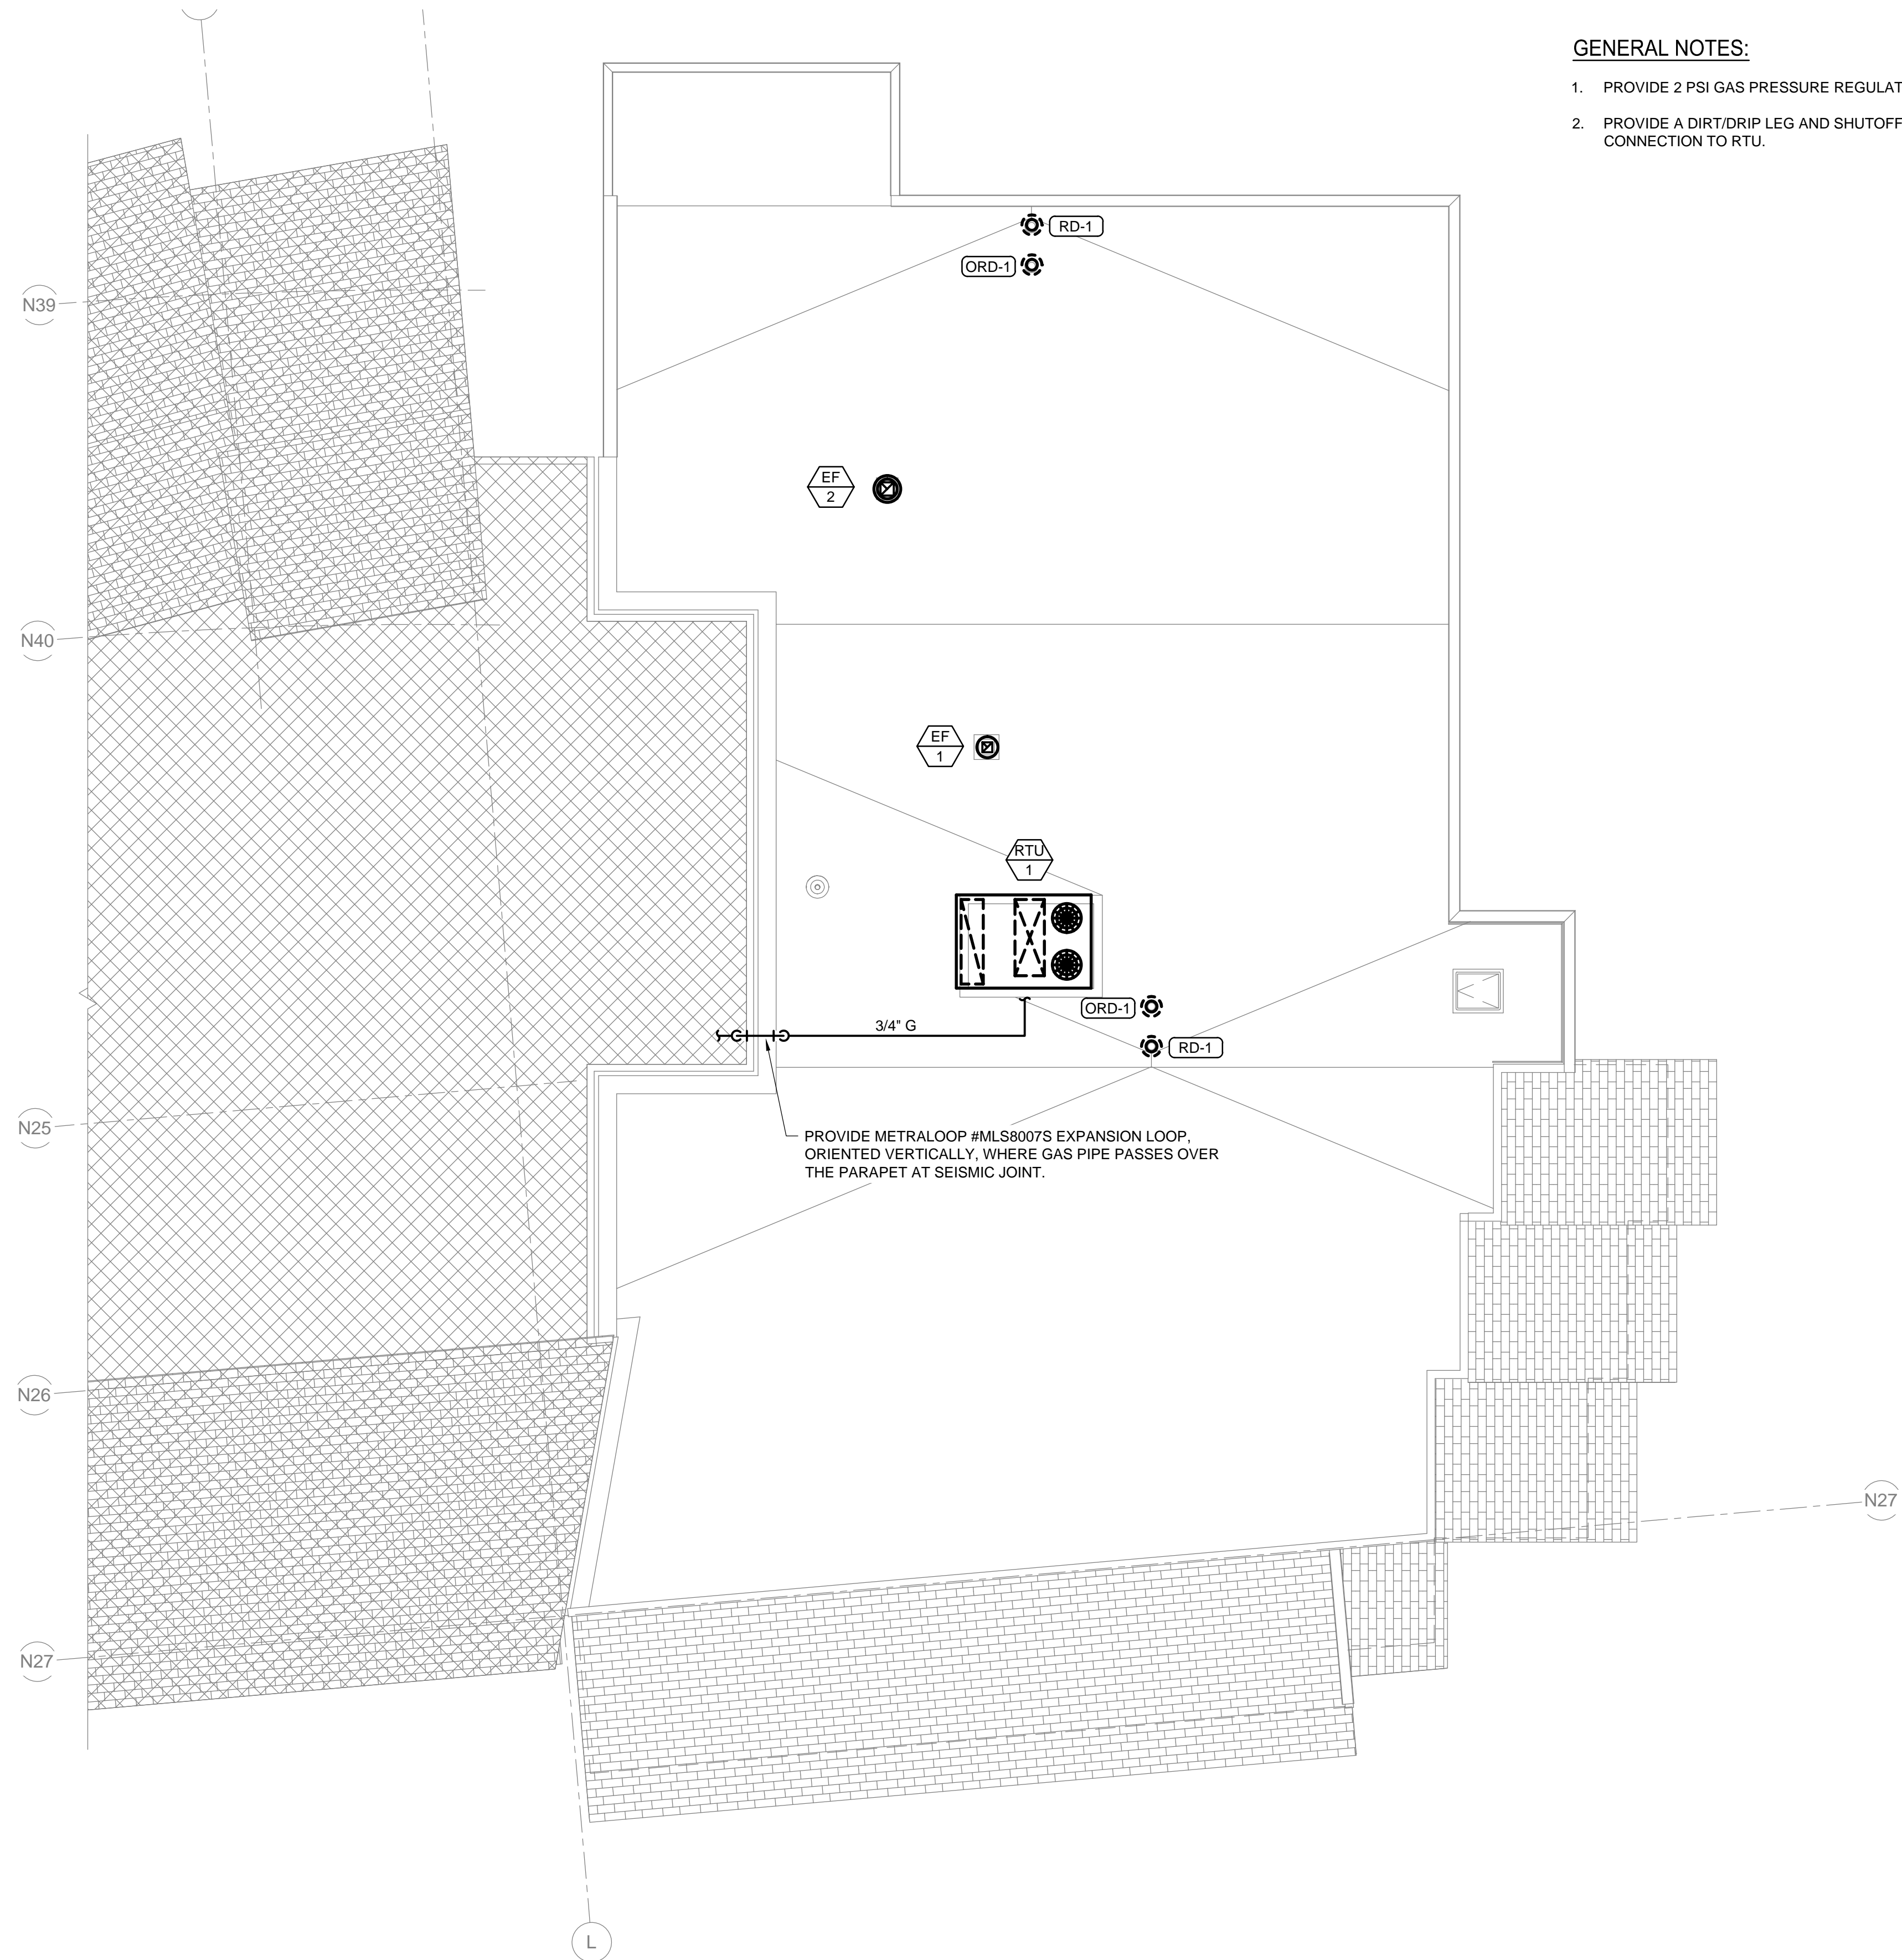 GENERAL NOTES:
1. PROVIDE 2 PSI GAS PRESSURE REGULAT
2. PROVIDE A DIRT/DRIP LEG AND SHUTOFF
CONNECTION TO RTU.
RD-1
ORD-1
N39
EF
2
N40
EF
1
RTU
1
ORD-1
3/4" G
RD-1
N25
PROVIDE METRALOOP #MLS8007S EXPANSION LOOP,
ORIENTED VERTICALLY, WHERE GAS PIPE PASSES OVER
THE PARAPET AT SEISMIC JOINT.
N26
N27
N27
L